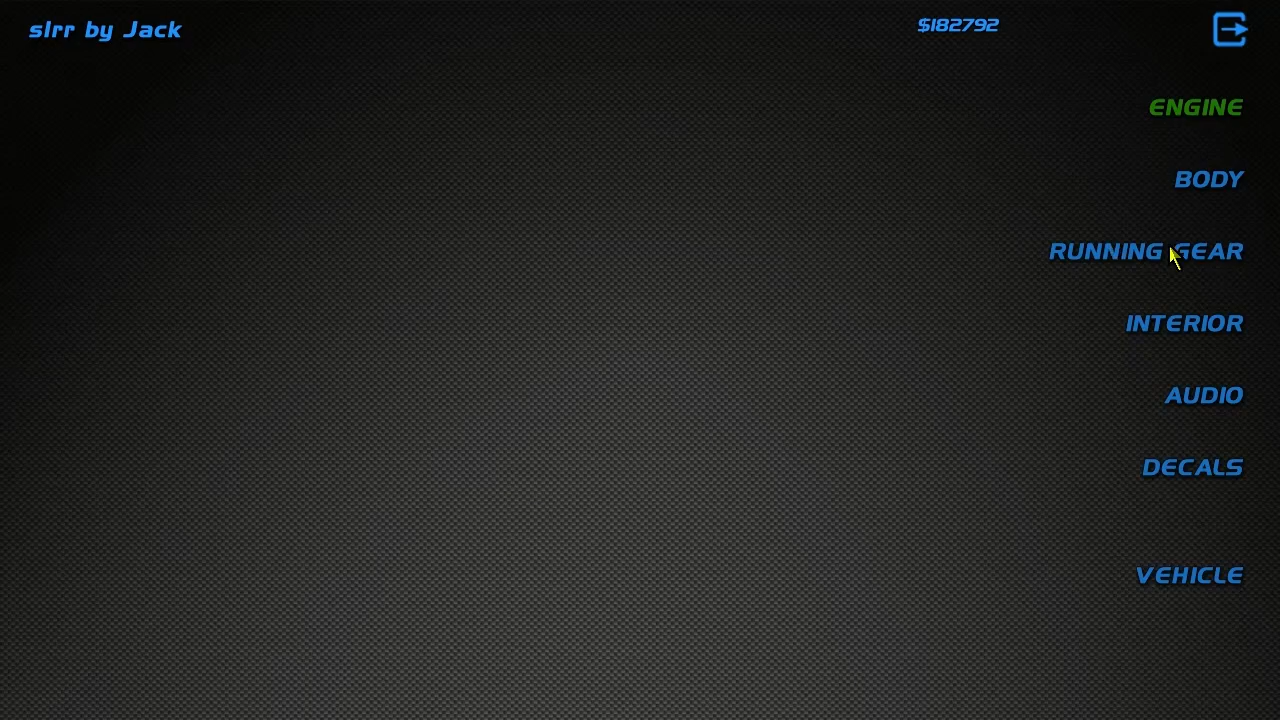 slrr by Jack
$182792
ENGINE
BODY
RUNNING GEAR
INTERIOR
AUDIO
DECALS
VEHICLE